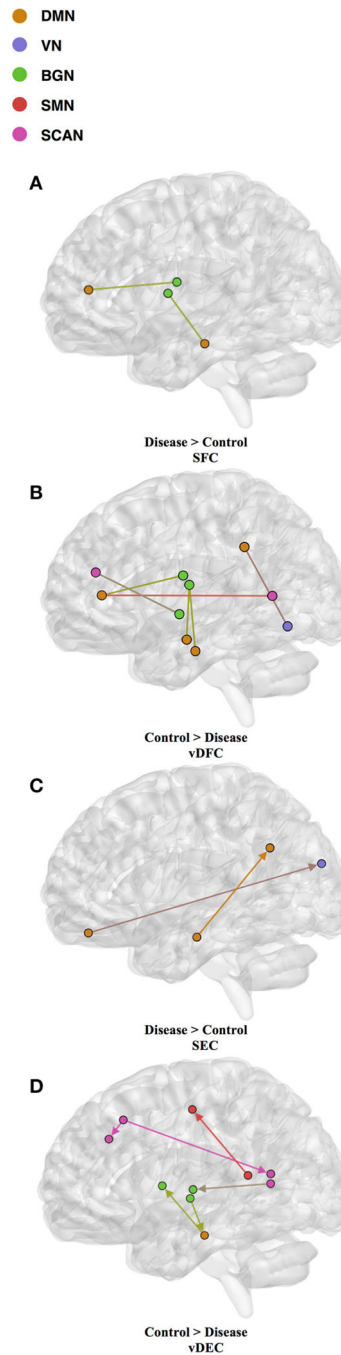 DMN
VN
BGN
SMN
SCAN
A
Disease > Control
SFC
B
Control > Disease
vDFC
C
Disease > Control
SEC
D
Control > Disease
vDEC